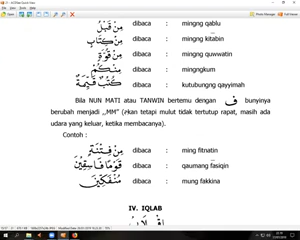 مِنْ قَبْلُ dibaca : mingng qablu
مِنْ كِتَابٍ dibaca : mingng kitabin
مِنْ قُوَّةٍ dibaca : mingng quwwatin
مِنْكُمْ dibaca : mingngkum
كُتُبٌ قَيِّمَةٌ dibaca : kutubungng qayyimah
Bila NUN MATI atau TANWIN bertemu dengan ف bunyinya
berubah menjadi ,,MM" (akan tetapi mulut tidak tertutup rapat, masih ada
udara yang keluar, ketika membacanya).
Contoh :
مِنْ فِتْنَةٍ dibaca : ming fitnatin
قَوْمًا فَاسِقِيْنَ dibaca : qaumang fasiqin
مُنْفَكِّيْنَ dibaca : mung fakkina
IV. IQLAB